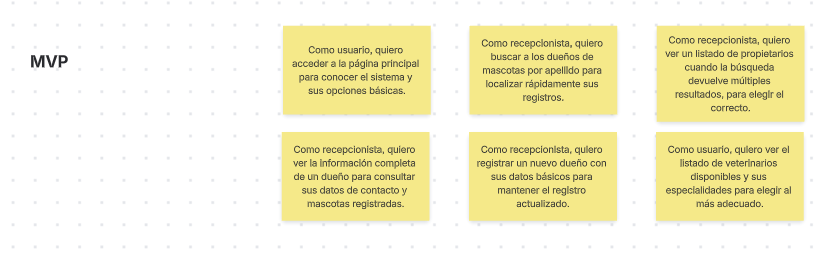 MVP
Como usuario, quiero
acceder a la página principal
para conocer el sistema y
sus opciones básicas.
Como recepcionista, quiero
buscar a los dueños de
mascotas por apellido para
localizar rápidamente sus
registros.
Como recepcionista, quiero
ver un listado de propietarios
cuando la búsqueda
devuelve múltiples
resultados, para elegir el
correcto.
Como recepcionista, quiero
ver la información completa
de un dueño para consultar
sus datos de contacto y
mascotas registradas.
Como recepcionista, quiero
registrar un nuevo dueño con
sus datos básicos para
mantener el registro
actualizado.
Como usuario, quiero ver el
listado de veterinarios
disponibles y sus
especialidades para elegir al
más adecuado.